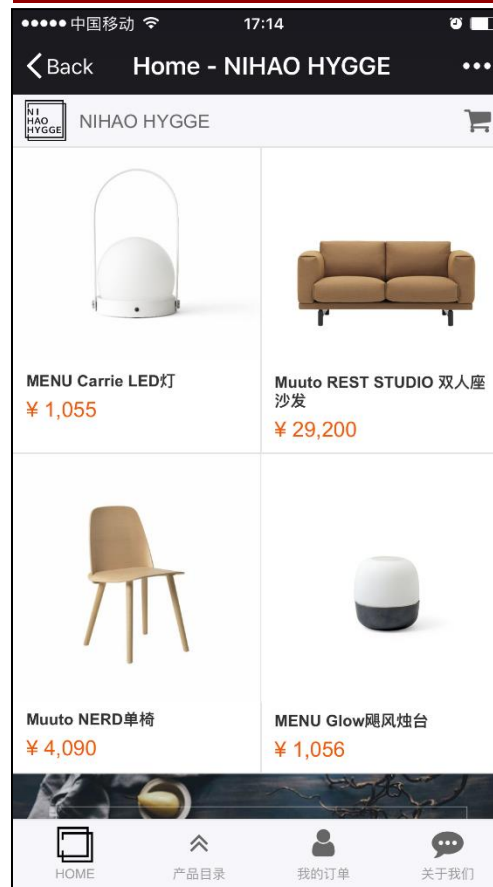 中国移动
17:14
Back
Home - NIHAO HYGGE
NI
HAO
HYGGE
NIHAO HYGGE
MENU Carrie LED灯
¥ 1,055
Muuto REST STUDIO 双人座
沙发
¥ 29,200
Muuto NERD单椅
¥ 4,090
MENU Glow飓风烛台
¥ 1,056
HOME
产品目录
我的订单
关于我们